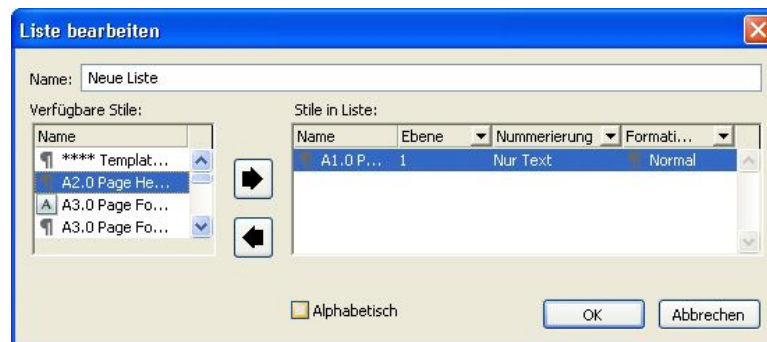 Liste bearbeiten
Name: Neue Liste
Verfügbare Stile:
Stile in Liste:
Name
Name Ebene Nummerierung Formati...
**** Templat...
A1.0 P... 1 Nur Text Normal
A2.0 Page He...
A A3.0 Page Fo...
A3.0 Page Fo...
Alphabetisch
OK
Abbrechen